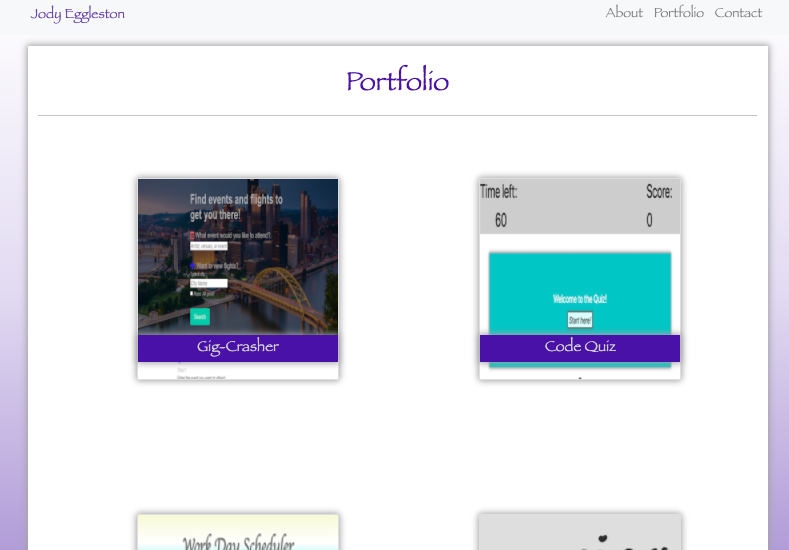 Jody Eggleston
About Portfolio Contact
Portfolio
Find events and flights to
get you there!
What event would you like to attend?
Want to view flights?
City Name
Search
Gig-Crasher
Time left:
Score:
60
0
Welcome to the Quiz!
Start here!
Code Quiz
Work Day Scheduler